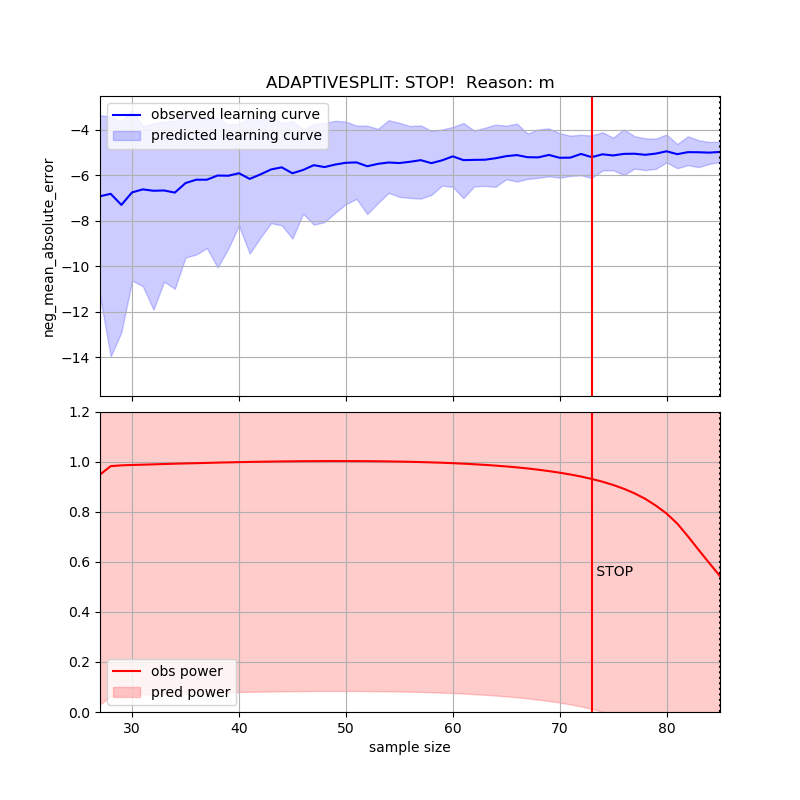 ADAPTIVESPLIT: STOP!  Reason: m
observed learning curve
predicted learning curve
neg_mean_absolute_error
−4
−6
−8
−10
−12
−14
1.2
1.0
0.8
0.6
0.4
0.2
0.0
STOP
obs power
pred power
30
40
50
60
70
80
sample size